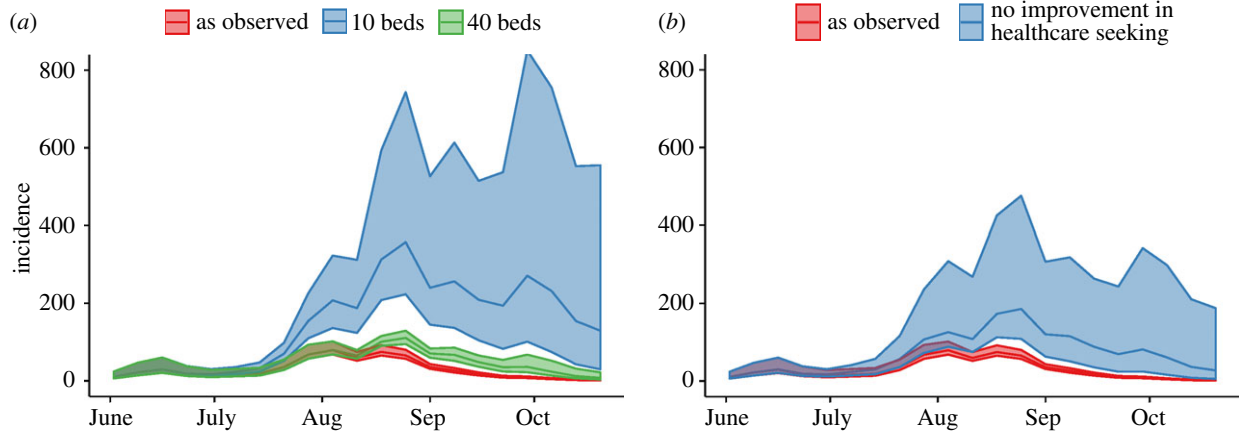 (a) as observed 10 beds 40 beds
incidence
800
600
400
200
0
June July Aug Sep Oct
(b) as observed no improvement in
healthcare seeking
800
600
400
200
0
June July Aug Sep Oct